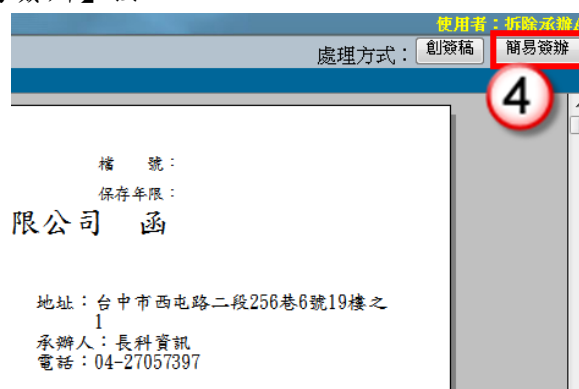 使用者：拆除承辦
處理方式： 創簽稿 簡易簽辦
4
檔 號：
保存年限：
限公司 函
地址：台中市西屯路二段256巷6號19樓之
1
承辦人：長科資訊
電話：04-27057397